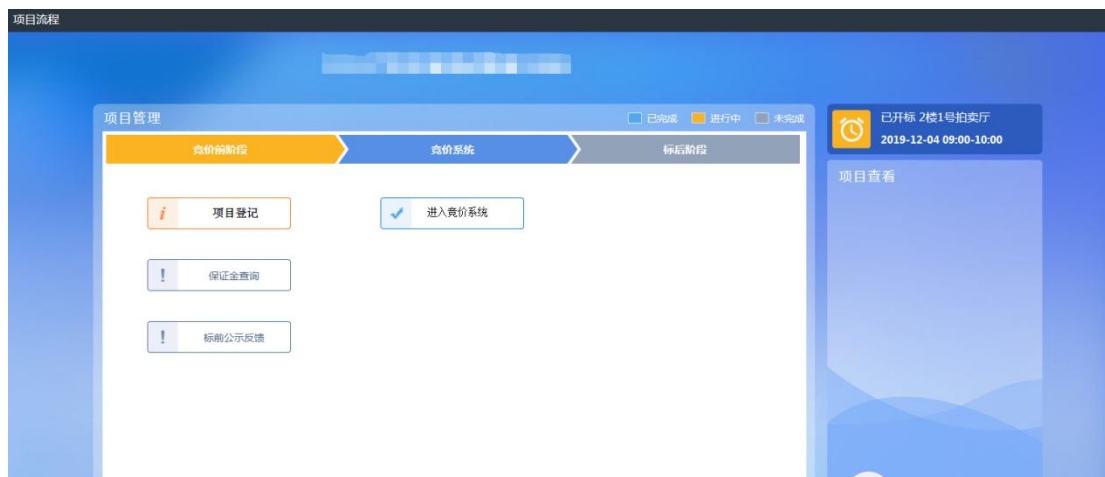 项目流程
项目管理
已完成 进行中 未完成
竞价前阶段 竞价系统 标后阶段
项目登记 进入竞价系统
保证金查询
标前公示反馈
已开标 2楼1号拍卖厅
2019-12-04 09:00-10:00
项目查看